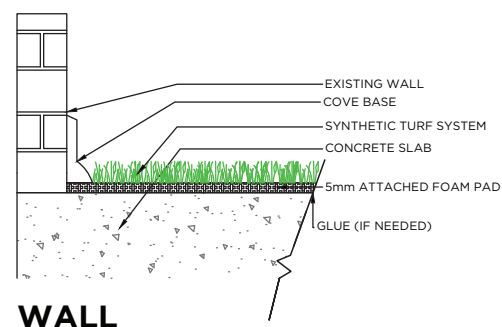 EXISTING WALL
COVE BASE
SYNTHETIC TURF SYSTEM
CONCRETE SLAB
5mm ATTACHED FOAM PAD
GLUE (IF NEEDED)
WALL